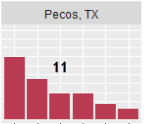 Pecos, TX
11